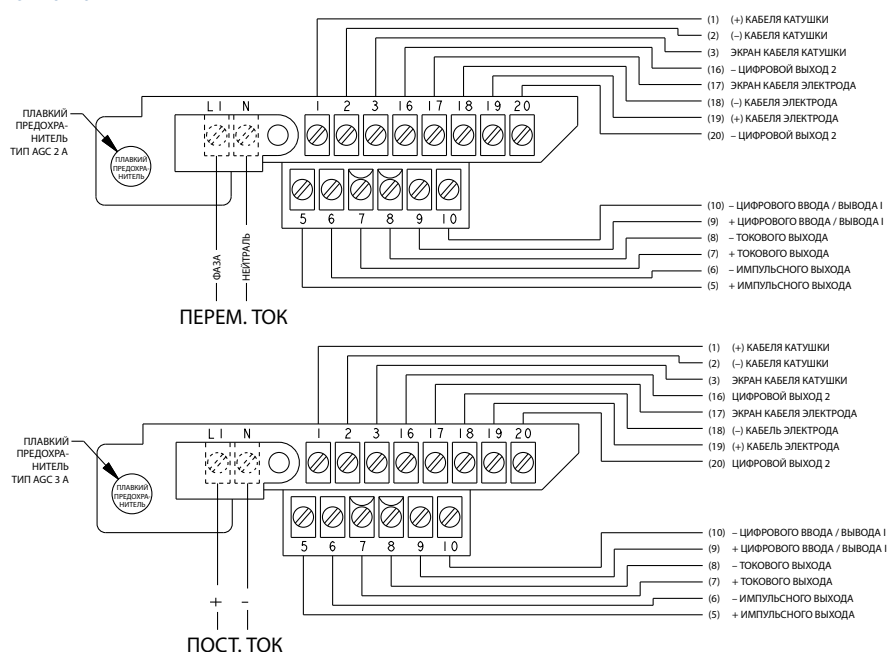 (1) (+) КАБЕЛЯ КАТУШКИ
(2) (–) КАБЕЛЯ КАТУШКИ
(3) ЭКРАН КАБЕЛЯ КАТУШКИ
(16) – ЦИФРОВОЙ ВЫХОД 2
(17) ЭКРАН КАБЕЛЯ ЭЛЕКТРОДА
(18) (–) КАБЕЛЯ ЭЛЕКТРОДА
(19) (+) КАБЕЛЯ ЭЛЕКТРОДА
(20) – ЦИФРОВОЙ ВЫХОД 2
L1 N 1 2 3 16 17 18 19 20
ПЛАВКИЙ
ПРЕДОХРА-
НИТЕЛЬ
ТИП AGC 2 A
ПЛАВКИЙ
ПРЕДОХРА-
НИТЕЛЬ
5 6 7 8 9 10
(10) – ЦИФРОВОГО ВВОДА / ВЫВОДА I
(9) + ЦИФРОВОГО ВВОДА / ВЫВОДА I
(8) – ТОКОВОГО ВЫХОДА
(7) + ТОКОВОГО ВЫХОДА
(6) – ИМПУЛЬСНОГО ВЫХОДА
(5) + ИМПУЛЬСНОГО ВЫХОДА
ФАЗА
НЕЙТРАЛЬ
ПЕРЕМ. ТОК
(1) (+) КАБЕЛЯ КАТУШКИ
(2) (–) КАБЕЛЯ КАТУШКИ
(3) ЭКРАН КАБЕЛЯ КАТУШКИ
(16) ЦИФРОВОЙ ВЫХОД 2
(17) ЭКРАН КАБЕЛЯ ЭЛЕКТРОДА
(18) (–) КАБЕЛЬ ЭЛЕКТРОДА
(19) (+) КАБЕЛЬ ЭЛЕКТРОДА
(20) ЦИФРОВОЙ ВЫХОД 2
L1 N 1 2 3 16 17 18 19 20
ПЛАВКИЙ
ПРЕДОХРА-
НИТЕЛЬ
ТИП AGC 3 A
ПЛАВКИЙ
ПРЕДОХРА-
НИТЕЛЬ
5 6 7 8 9 10
(10) – ЦИФРОВОГО ВВОДА / ВЫВОДА I
(9) + ЦИФРОВОГО ВВОДА / ВЫВОДА I
(8) – ТОКОВОГО ВЫХОДА
(7) + ТОКОВОГО ВЫХОДА
(6) – ИМПУЛЬСНОГО ВЫХОДА
(5) + ИМПУЛЬСНОГО ВЫХОДА
+ –
ПОСТ. ТОК